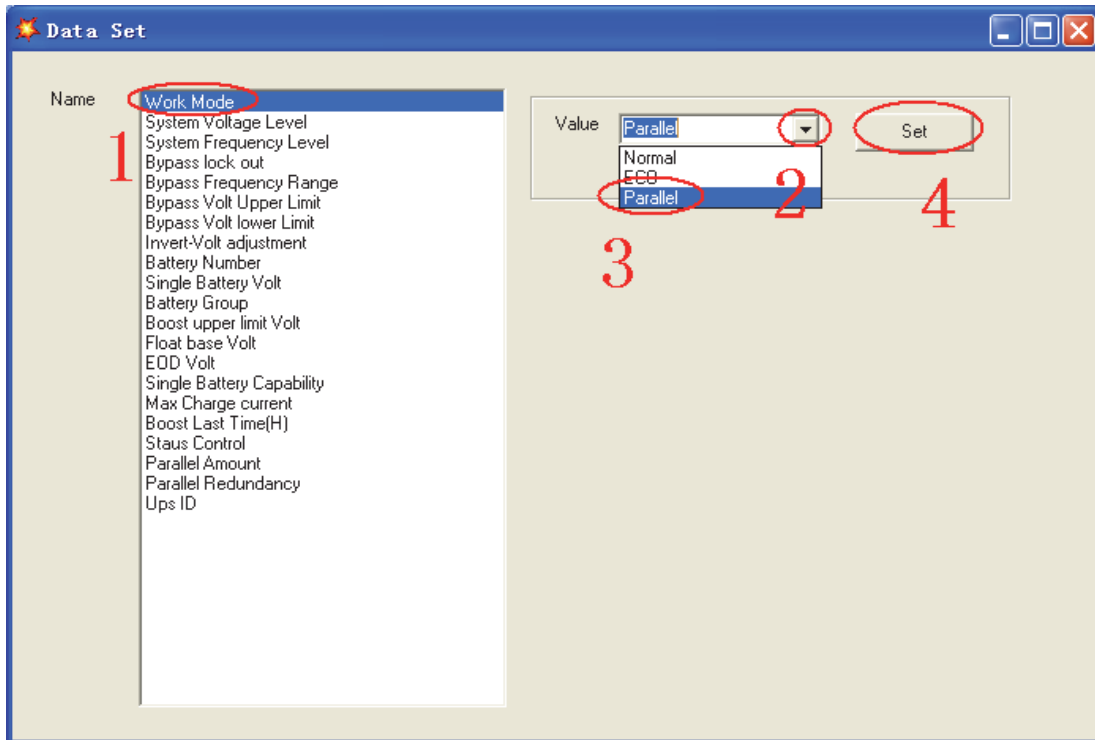 Data Set
Name
Work Mode
System Voltage Level
System Frequency Level
Bypass lock out
Bypass Frequency Range
Bypass Volt Upper Limit
Bypass Volt lower Limit
Invert-Volt adjustment
Battery Number
Single Battery Volt
Battery Group
Boost upper limit Volt
Float base Volt
EOD Volt
Single Battery Capability
Max Charge current
Boost Last Time(H)
Staus Control
Parallel Amount
Parallel Redundancy
Ups ID
1
Value
Parallel
Normal
ECO
Parallel
2
3
Set
4